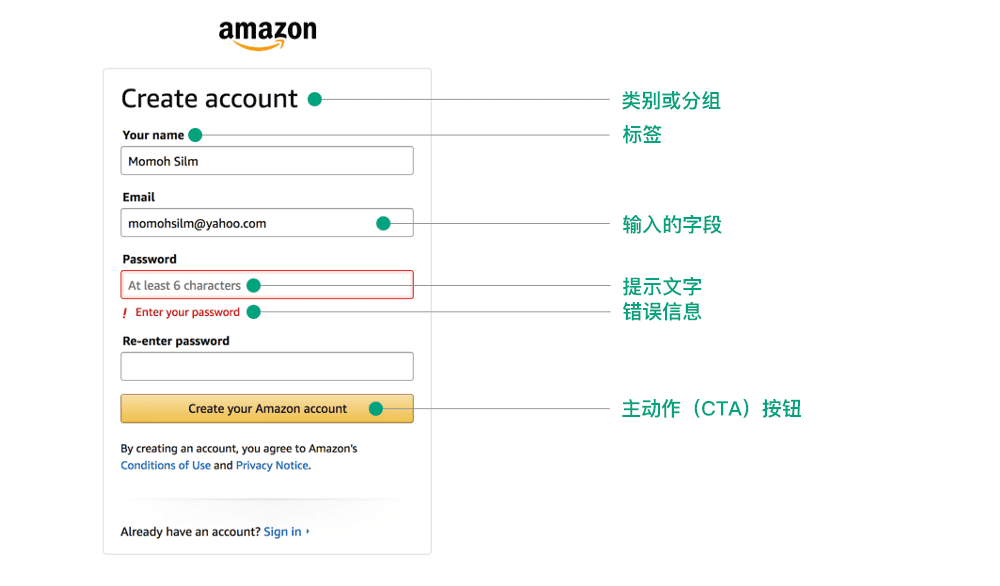 amazon
Create account
类别或分组
Your name
标签
Momoh Silm
Email
momohsilm@yahoo.com
输入的字段
Password
At least 6 characters
提示文字
! Enter your password
错误信息
Re-enter password
Create your Amazon account
主动作（CTA）按钮
By creating an account, you agree to Amazon's
Conditions of Use and Privacy Notice.
Already have an account? Sign in